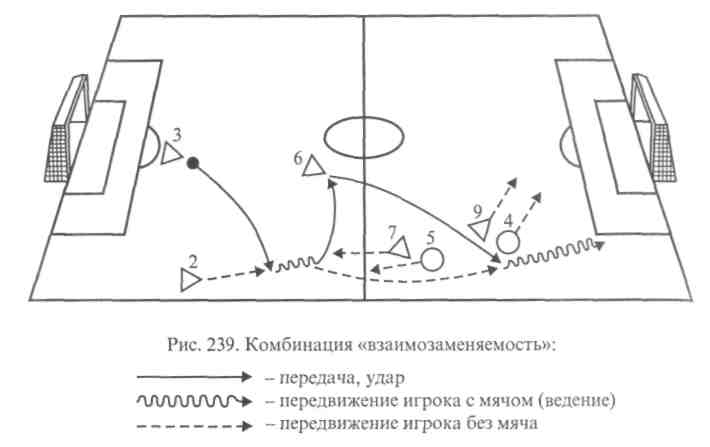 3
6
9
4
7
5
2
Рис. 239. Комбинация «взаимозаменяемость»:
– передача, удар
– передвижение игрока с мячом (ведение)
– передвижение игрока без мяча